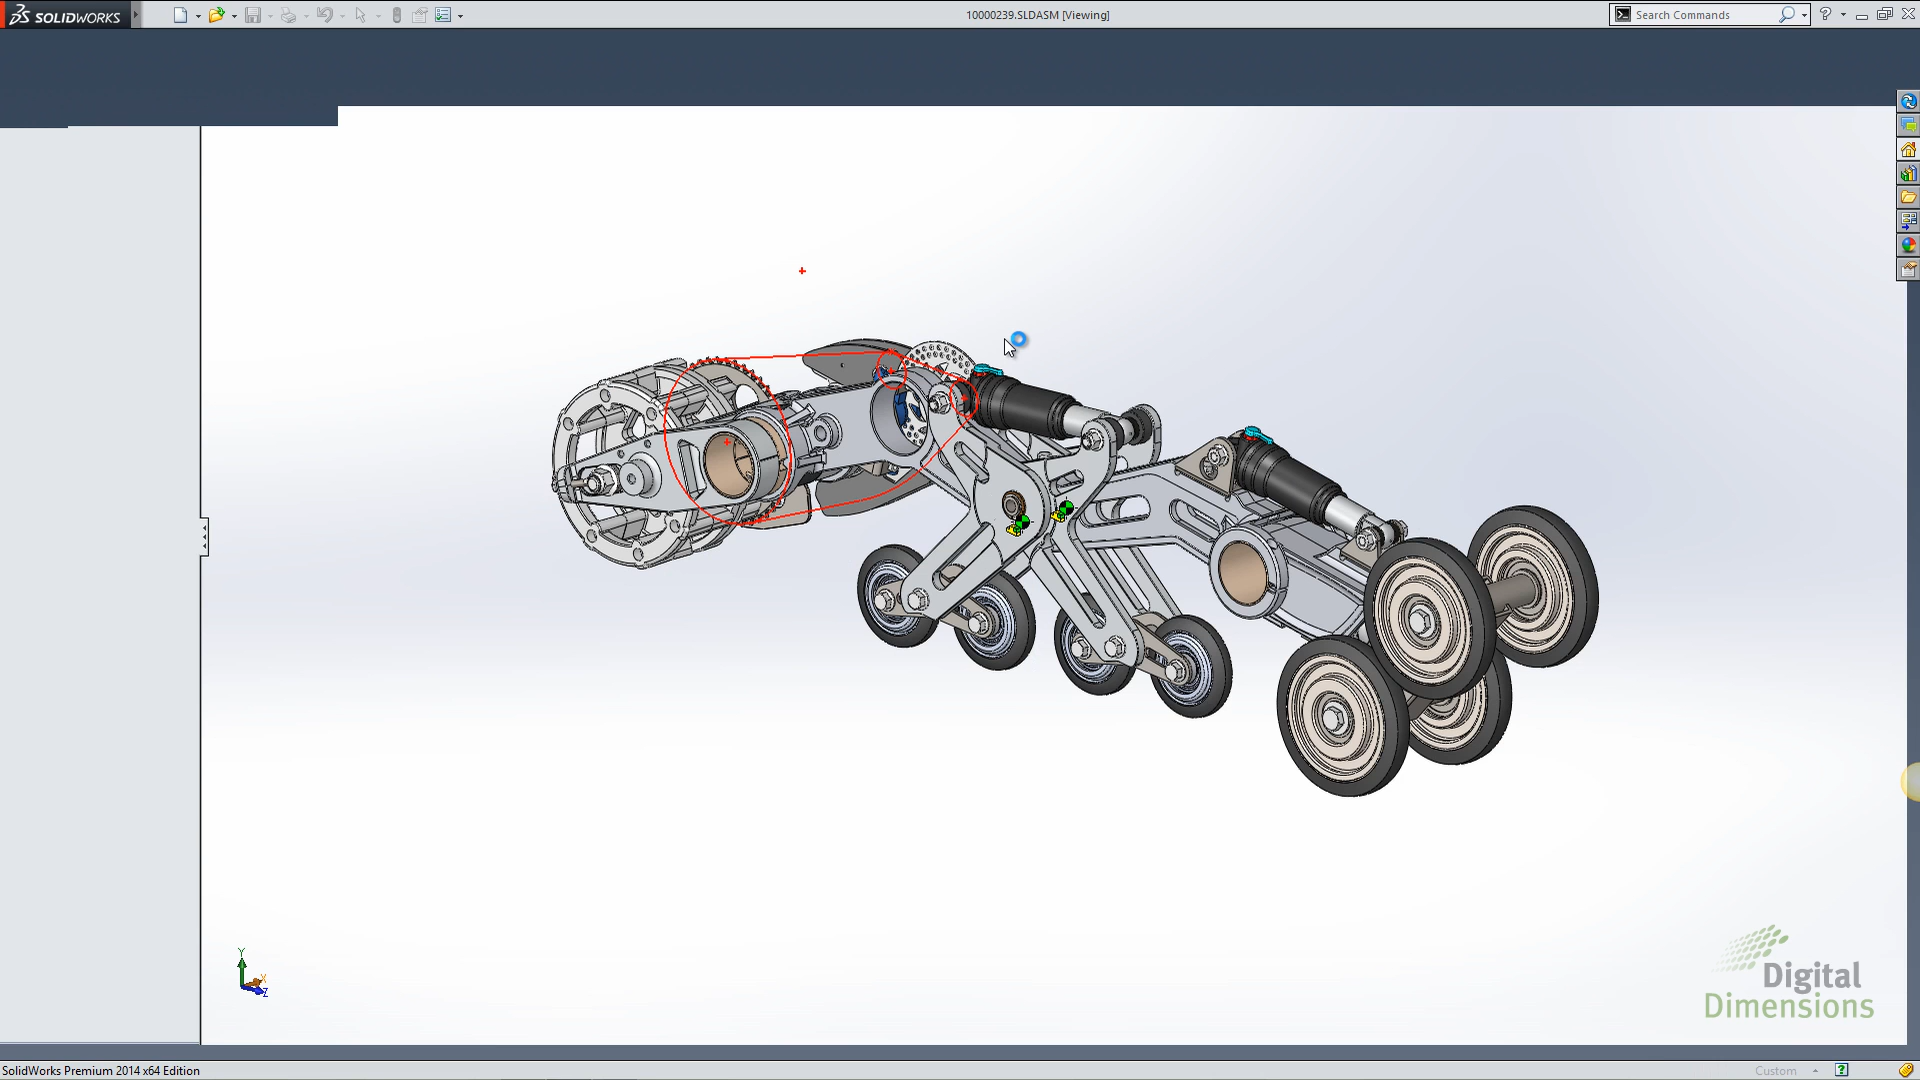 SOLIDWORKS
10000239.SLDASM [Viewing]
Search Commands
?
Y
X
Z
Digital
Dimensions
SolidWorks Premium 2014 x64 Edition
Custom
?